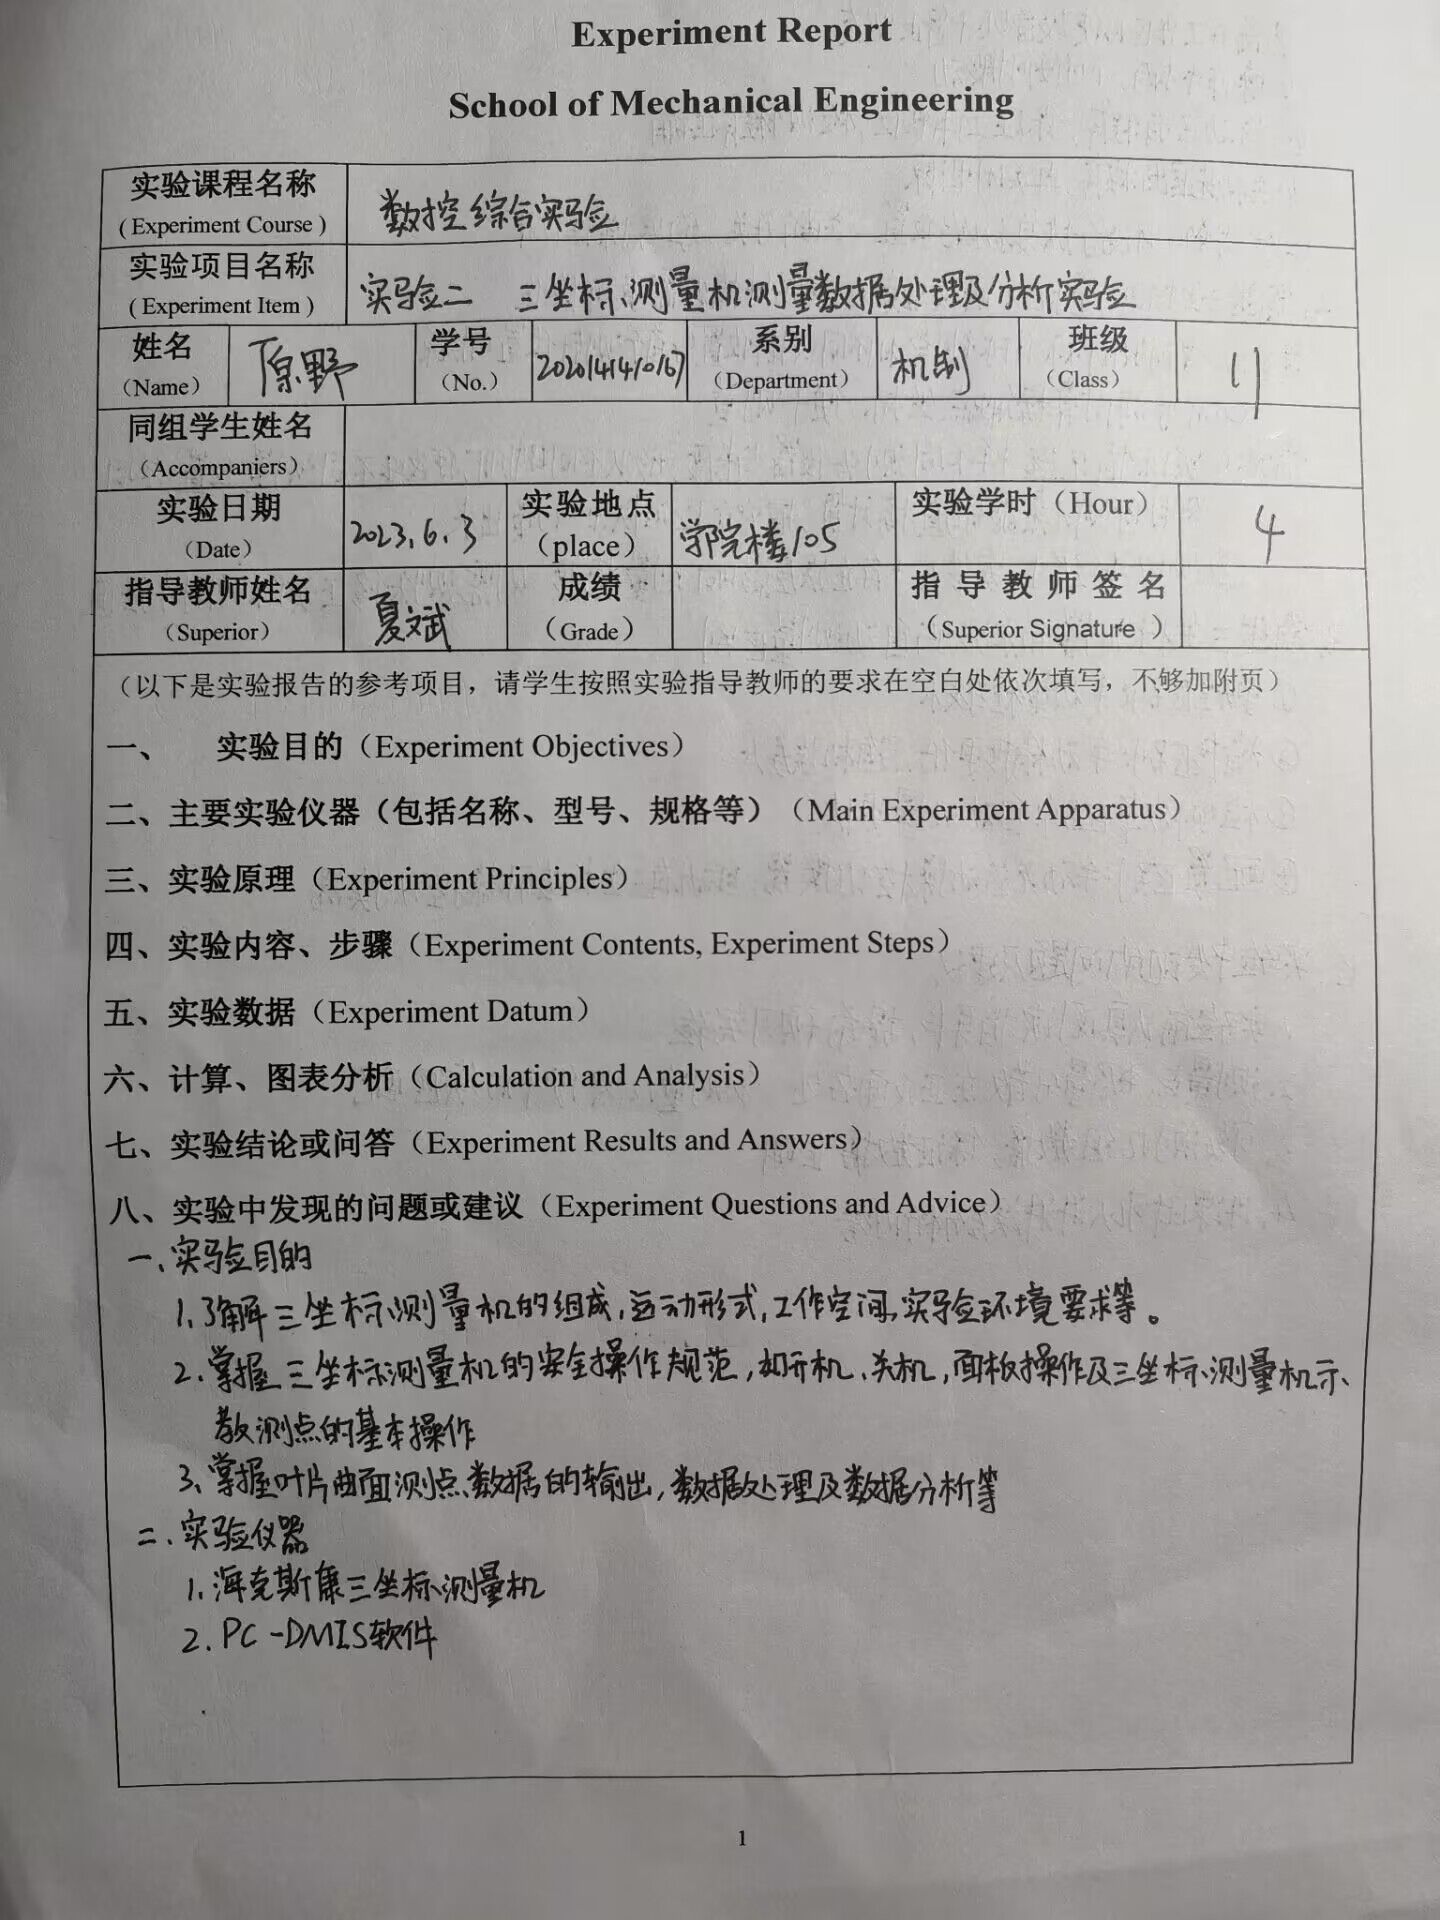 Experiment Report
School of Mechanical Engineering
实验课程名称
(Experiment Course)
数控综合实验
实验项目名称
(Experiment Item)
实验二 三坐标测量机测量数据处理及分析实验
姓名
(Name)
原野
学号
(No.)
2020141410167
系别
(Department)
机制
班级
(Class)
11
同组学生姓名
(Accompaniers)
实验日期
(Date)
2023.6.3
实验地点
(place)
学院楼105
实验学时(Hour)
4
指导教师姓名
(Superior)
夏文斌
成绩
(Grade)
指导教师签名
(Superior Signature )
(以下是实验报告的参考项目,请学生按照实验指导教师的要求在空白处依次填写,不够加附页)
一、 实验目的(Experiment Objectives)
二、主要实验仪器(包括名称、型号、规格等)(Main Experiment Apparatus)
三、实验原理(Experiment Principles)
四、实验内容、步骤(Experiment Contents, Experiment Steps)
五、实验数据(Experiment Datum)
六、计算、图表分析(Calculation and Analysis)
七、实验结论或问答(Experiment Results and Answers)
八、实验中发现的问题或建议(Experiment Questions and Advice)
一、实验目的
1.了解三坐标测量机的组成,运动形式,工作空间,实验环境要求等。
2.掌握三坐标测量机的安全操作规范,如开机、关机,面板操作及三坐标测量机示
教测点的基本操作
3.掌握叶片曲面测点数据的输出,数据处理及数据分析等
二、实验仪器
1.海克斯康三坐标测量机
2.PC-DMIS软件
1